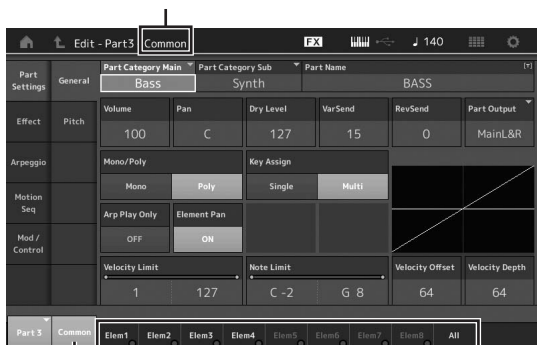 Edit - Part3 Common FX 140
Part Settings General Part Category Main Bass Part Category Sub Synth Part Name BASS
Effect Pitch Volume 100 Pan C Dry Level 127 VarSend 15 RevSend 0 Part Output MainL&R
Arpeggio Mono/Poly Mono Poly Key Assign Single Multi
Motion Seq Arp Play Only OFF Element Pan ON
Mod / Control Velocity Limit 1 127 Note Limit C -2 G 8 Velocity Offset 64 Velocity Depth 64
Part 3 Common Elem1 Elem2 Elem3 Elem4 Elem5 Elem6 Elem7 Elem8 All